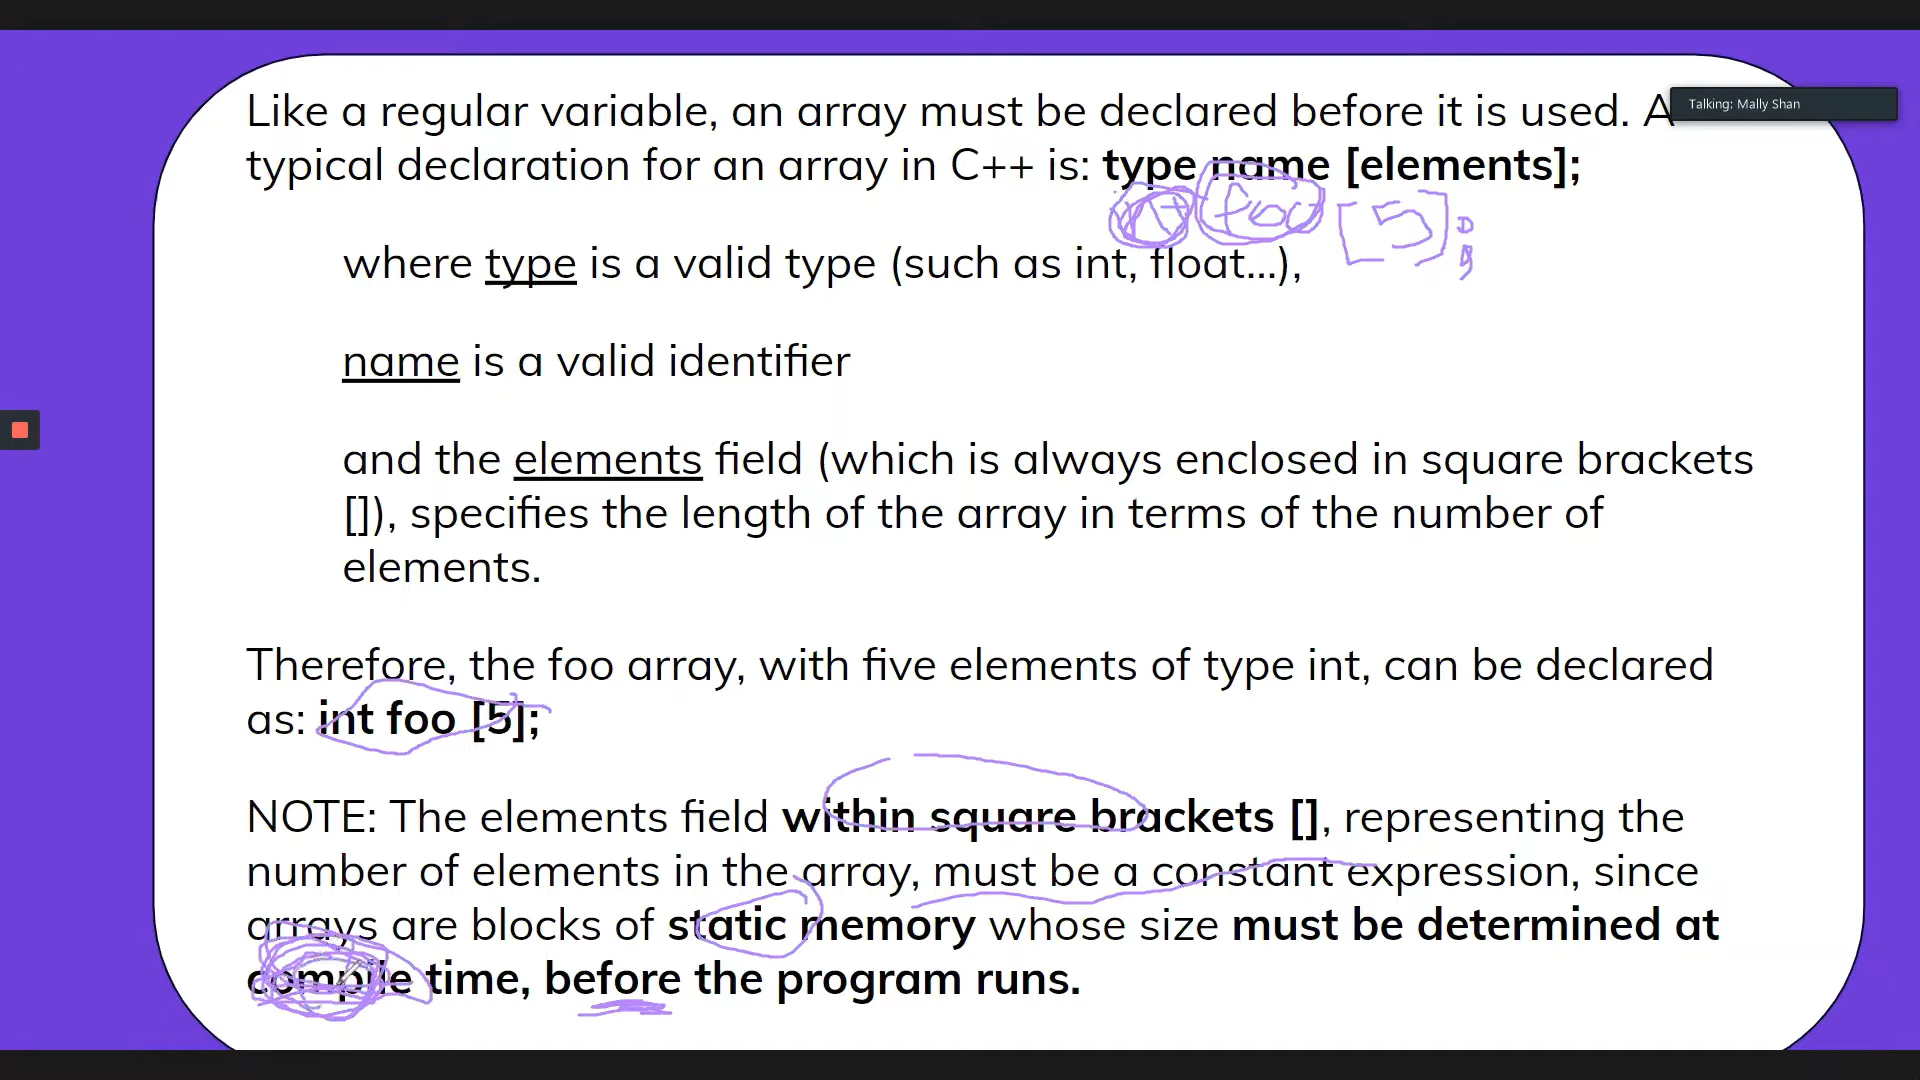 Like a regular variable, an array must be declared before it is used. A
Talking: Mally Shan
typical declaration for an array in C++ is: type name [elements];
int foo [5];
where type is a valid type (such as int, float...),
name is a valid identifier
and the elements field (which is always enclosed in square brackets
[]), specifies the length of the array in terms of the number of
elements.
Therefore, the foo array, with five elements of type int, can be declared
as: int foo [5];
NOTE: The elements field within square brackets [], representing the
number of elements in the array, must be a constant expression, since
arrays are blocks of static memory whose size must be determined at
compile time, before the program runs.